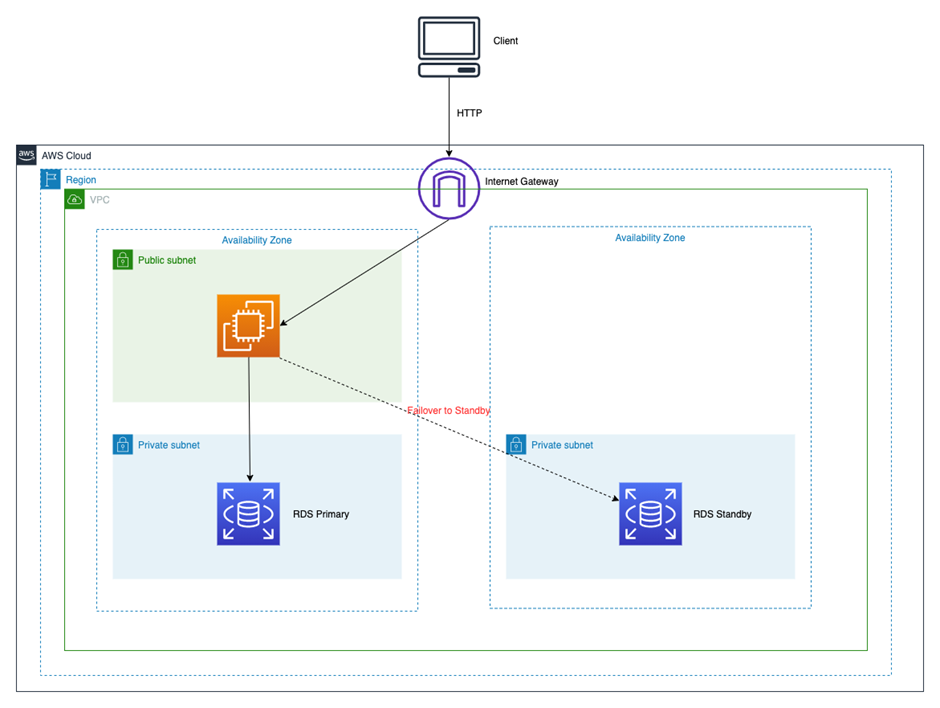 Client
HTTP
aws
AWS Cloud
Region
Internet Gateway
VPC
Availability Zone
Availability Zone
Public subnet
Failover to Standby
Private subnet
Private subnet
RDS Primary
RDS Standby